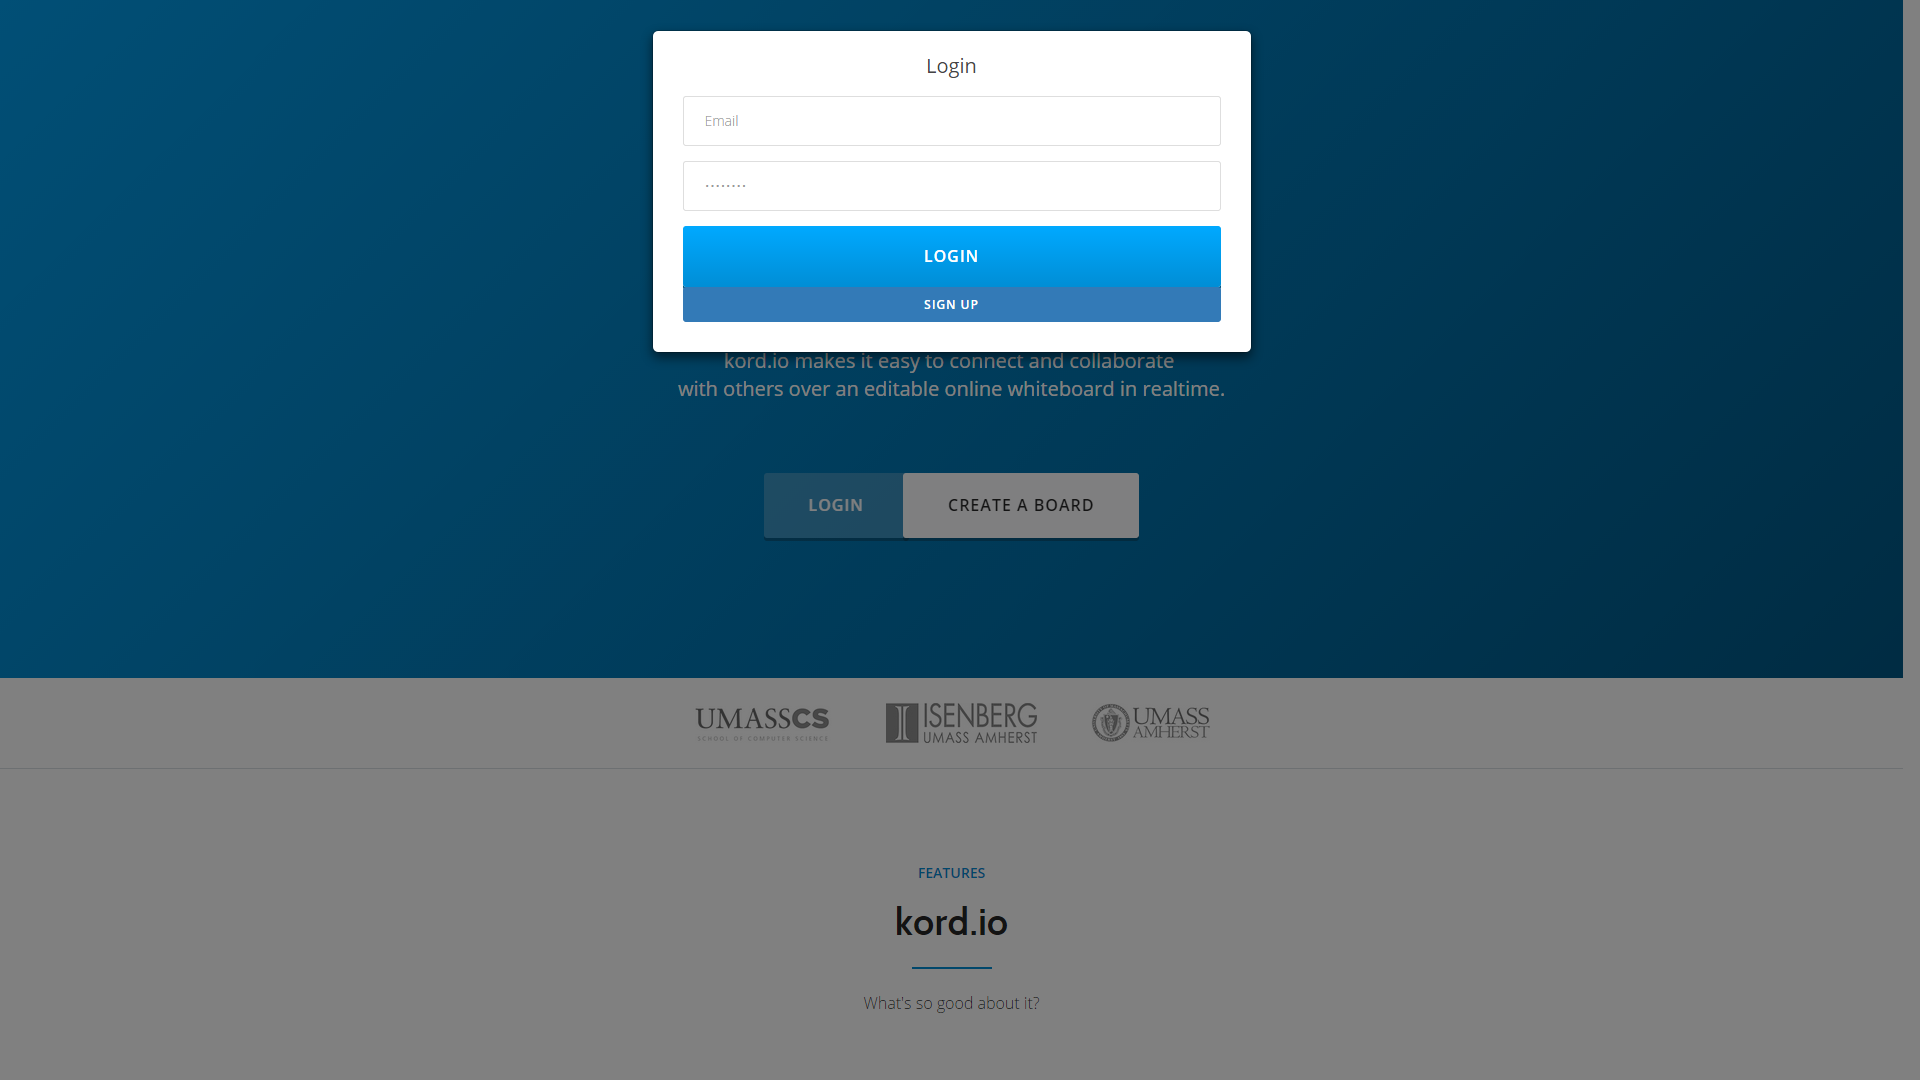 Login
Email
LOGIN
SIGN UP
kord.io makes it easy to connect and collaborate
with others over an editable online whiteboard in realtime.
LOGIN
CREATE A BOARD
UMASSCS
SCHOOL OF COMPUTER SCIENCE
ISENBERG
UMASS AMHERST
UMASS
AMHERST
FEATURES
kord.io
What's so good about it?